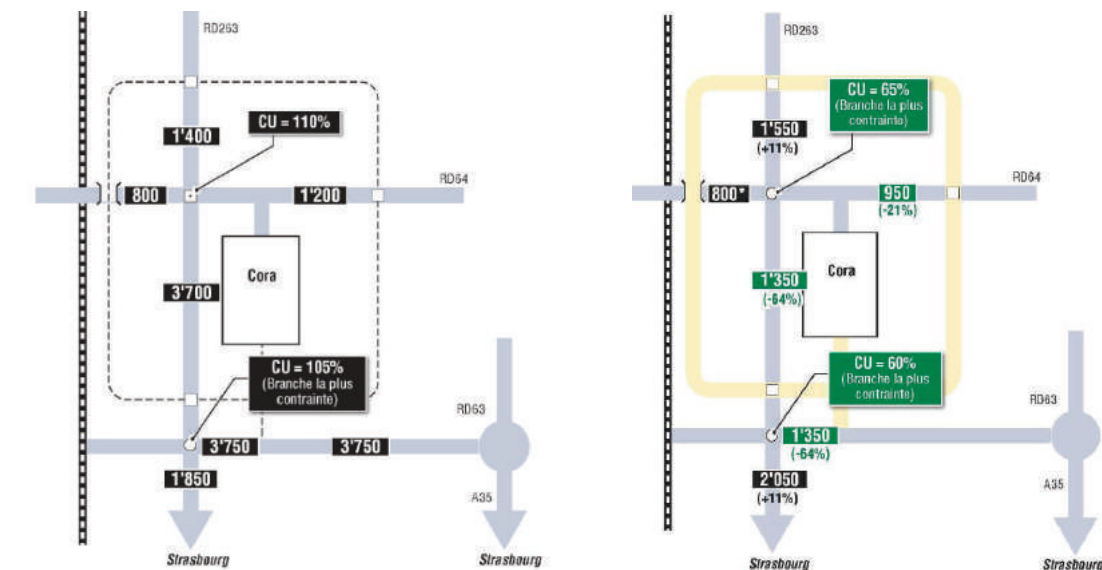 RD263
CU = 110%
1'400
RD64
800
1'200
Cora
3'700
CU = 105%
(Branche la plus
contrainte)
RD63
3'750
3'750
1'850
A35
Strasbourg
Strasbourg
RD263
CU = 65%
(Branche la plus
contrainte)
1'550
(+11%)
RD64
800*
950
(-21%)
Cora
1'350
(-64%)
CU = 60%
(Branche la plus
contrainte)
RD63
1'350
(-64%)
2'050
(+11%)
A35
Strasbourg
Strasbourg